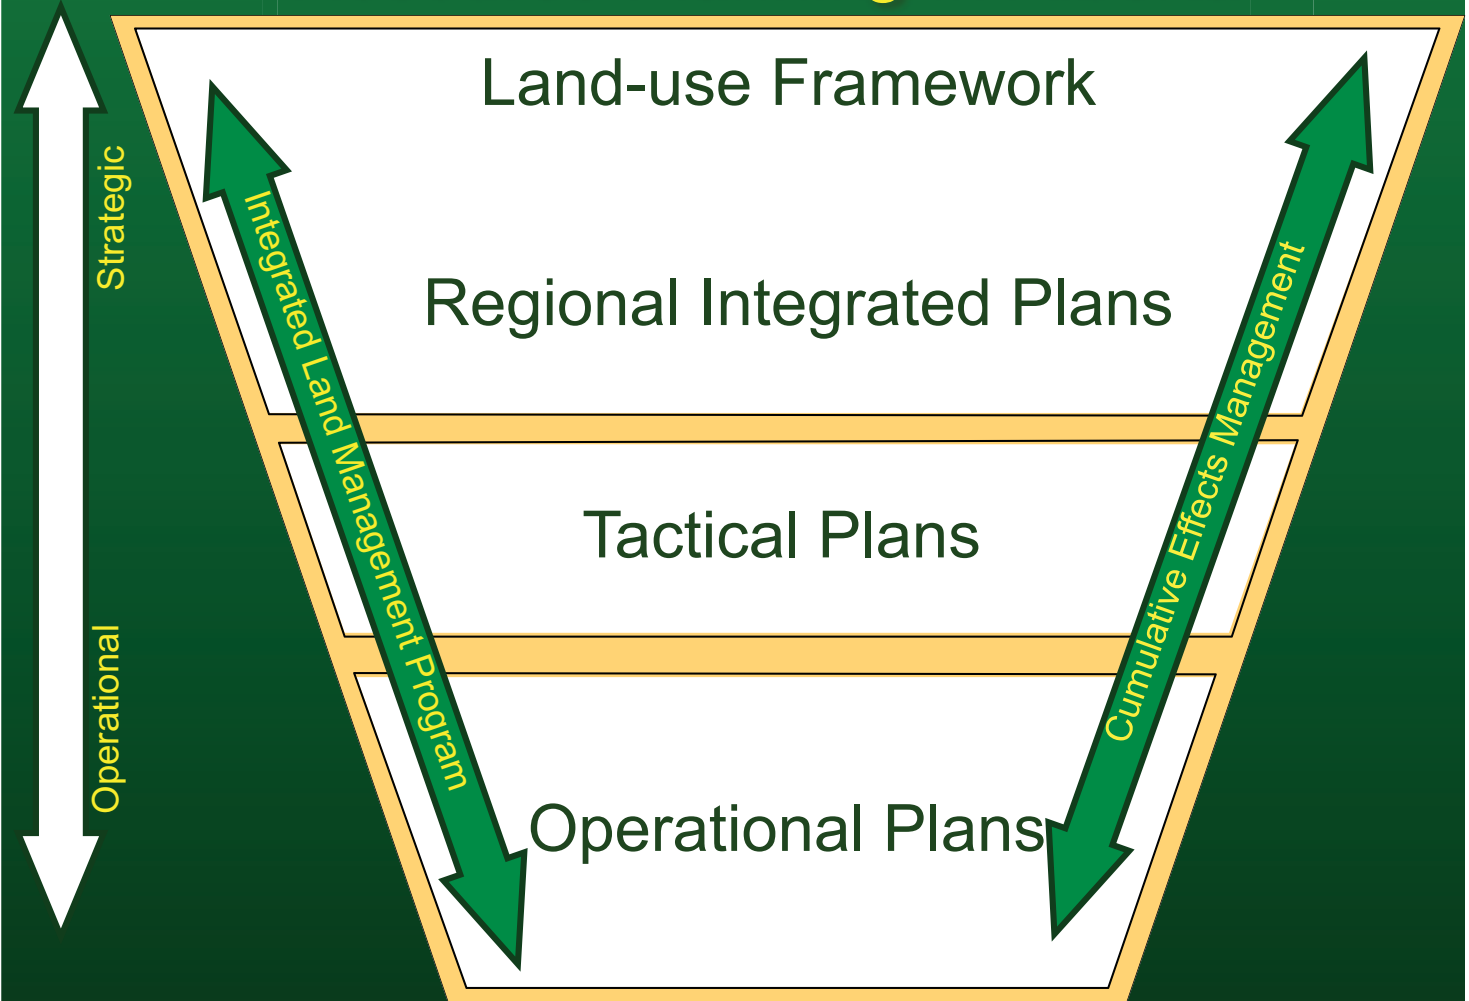 Land-use Framework
Strategic
Integrated Land Management Program
Cumulative Effects Management
Regional Integrated Plans
Tactical Plans
Operational
Operational Plans